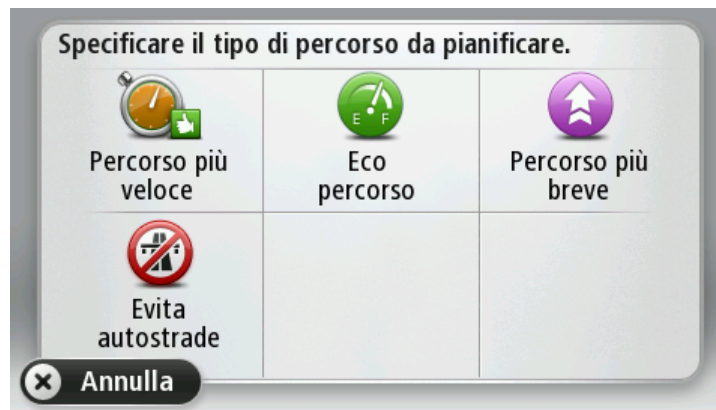 Specificare il tipo di percorso da pianificare.
Percorso più
veloce
E F
Eco
percorso
Percorso più
breve
Evita
autostrade
Annulla